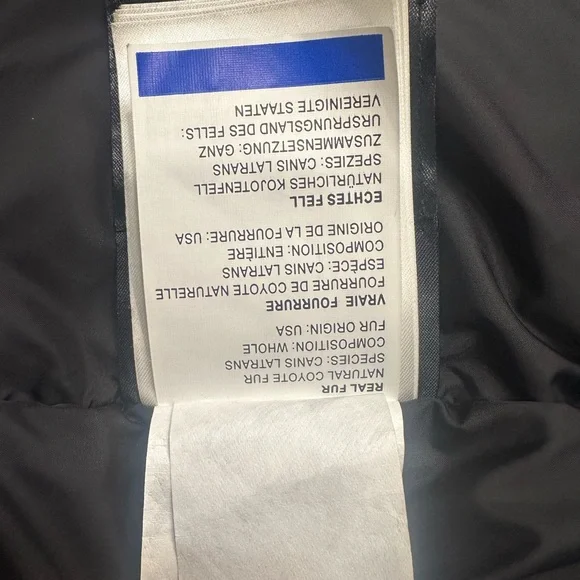 REAL FUR
NATURAL COYOTE FUR
SPECIES: CANIS LATRANS
COMPOSITION: WHOLE
FUR ORIGIN: USA
VRAIE FOURRURE
FOURRURE DE COYOTE NATURELLE
ESPÈCE: CANIS LATRANS
COMPOSITION: ENTIÈRE
ORIGINE DE LA FOURRURE: USA
ECHTES FELL
NATÜRLICHES KOJOTENFELL
SPEZIES: CANIS LATRANS
ZUSAMMENSETZUNG: GANZ
URSPRUNGSLAND DES FELLS:
VEREINIGTE STAATEN